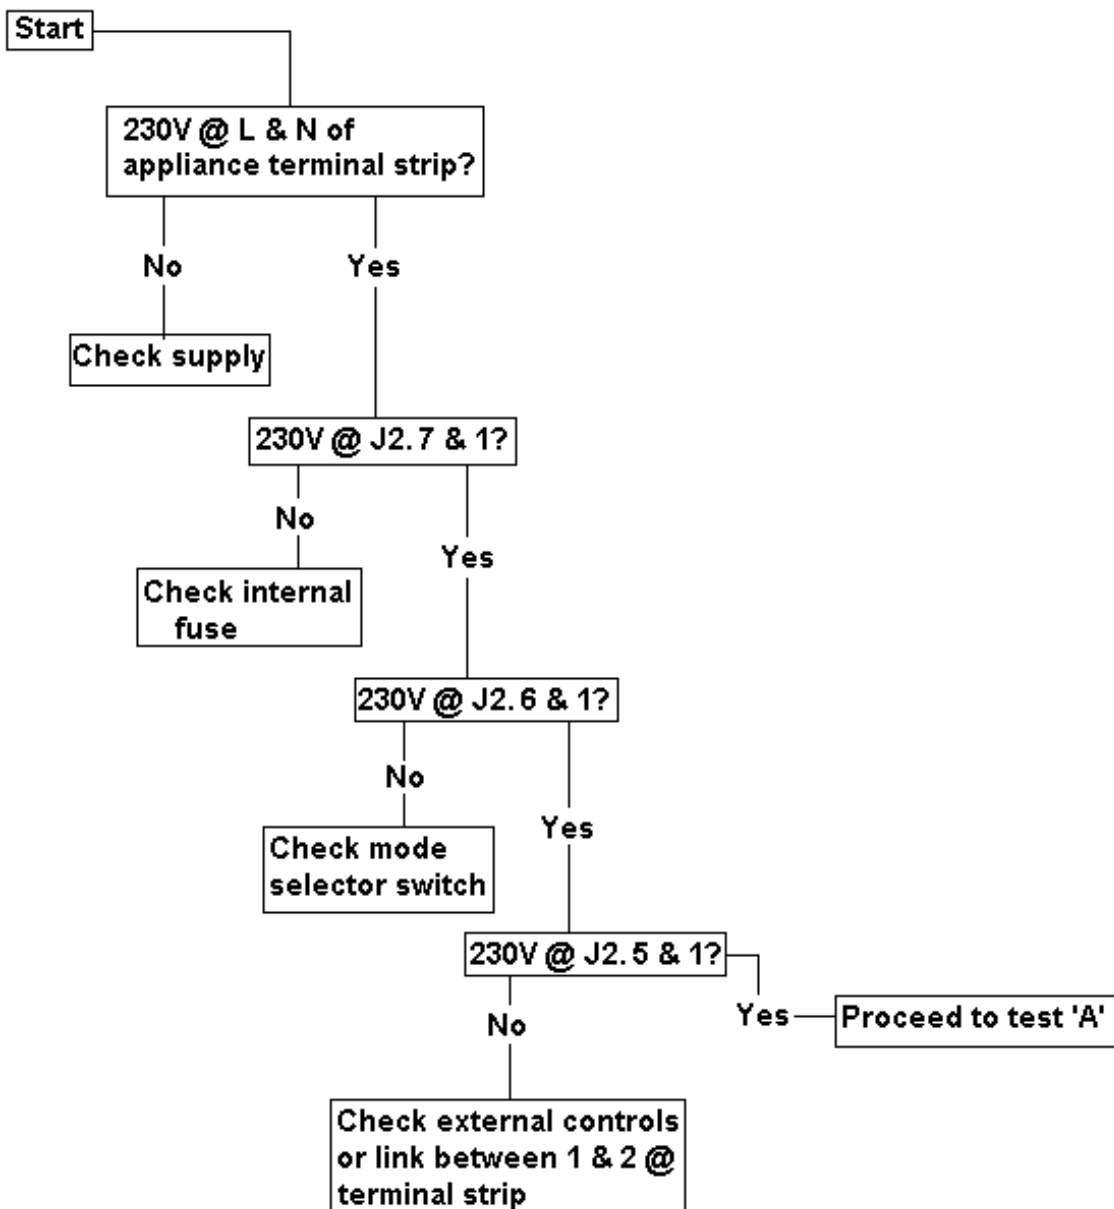 Start
230V @ L & N of
appliance terminal strip?
No
Yes
Check supply
230V @ J2.7 & 1?
No
Yes
Check internal
fuse
230V @ J2.6 & 1?
No
Yes
Check mode
selector switch
230V @ J2.5 & 1?
No
Yes
Proceed to test 'A'
Check external controls
or link between 1 & 2 @
terminal strip